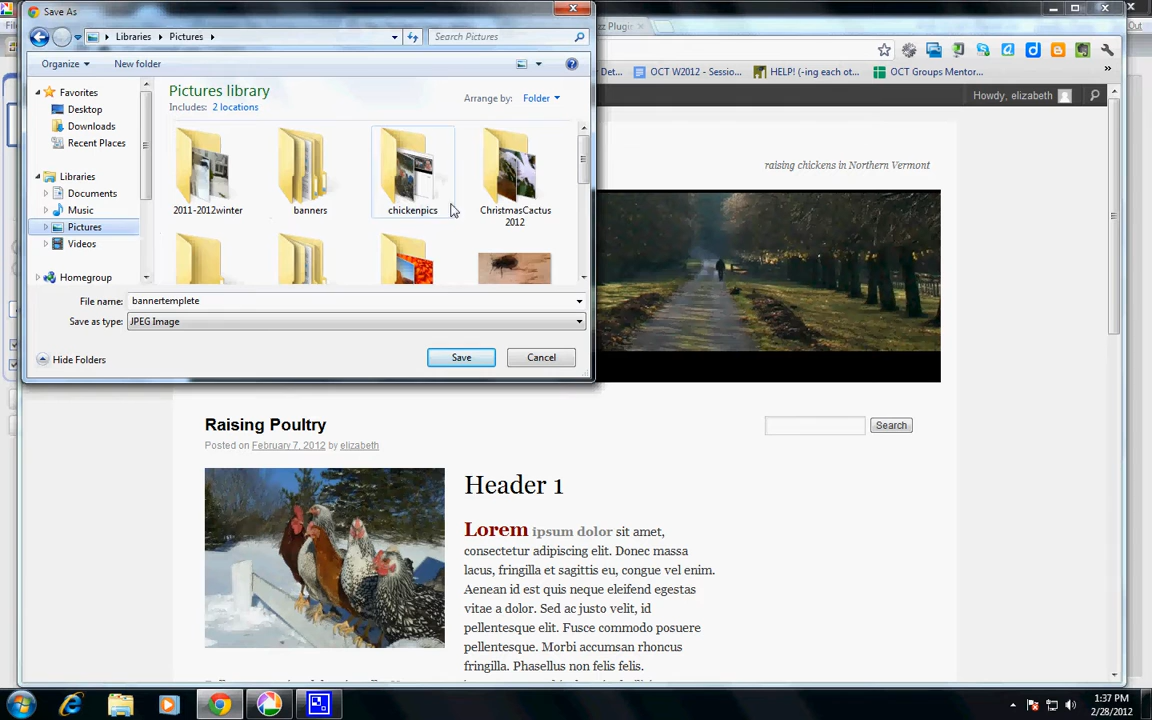 Save As
Libraries
Pictures
Search Pictures
Organize
New folder
Favorites
Desktop
Downloads
Recent Places
Libraries
Documents
Music
Pictures
Videos
Homegroup
Pictures library
Includes: 2 locations
Arrange by: Folder
2011-2012winter
banners
chickenpics
ChristmasCactus
2012
File name: bannertemplete
Save as type: JPEG Image
Hide Folders
Save
Cancel
OCT W2012 - Sessio...
HELP! (-ing each ot...
OCT Groups Mentor...
»
Howdy, elizabeth
raising chickens in Northern Vermont
Raising Poultry
Posted on February 7, 2012 by elizabeth
Search
Header 1
Lorem ipsum dolor sit amet,
consectetur adipiscing elit. Donec massa
lacus, fringilla et sagittis eu, congue vel enim.
Aenean id est quis neque eleifend egestas
vitae a dolor. Sed ac justo velit, id
pellentesque elit. Fusce commodo posuere
pellentesque. Morbi accumsan rhoncus
fringilla. Phasellus non felis felis.
1:37 PM
2/28/2012